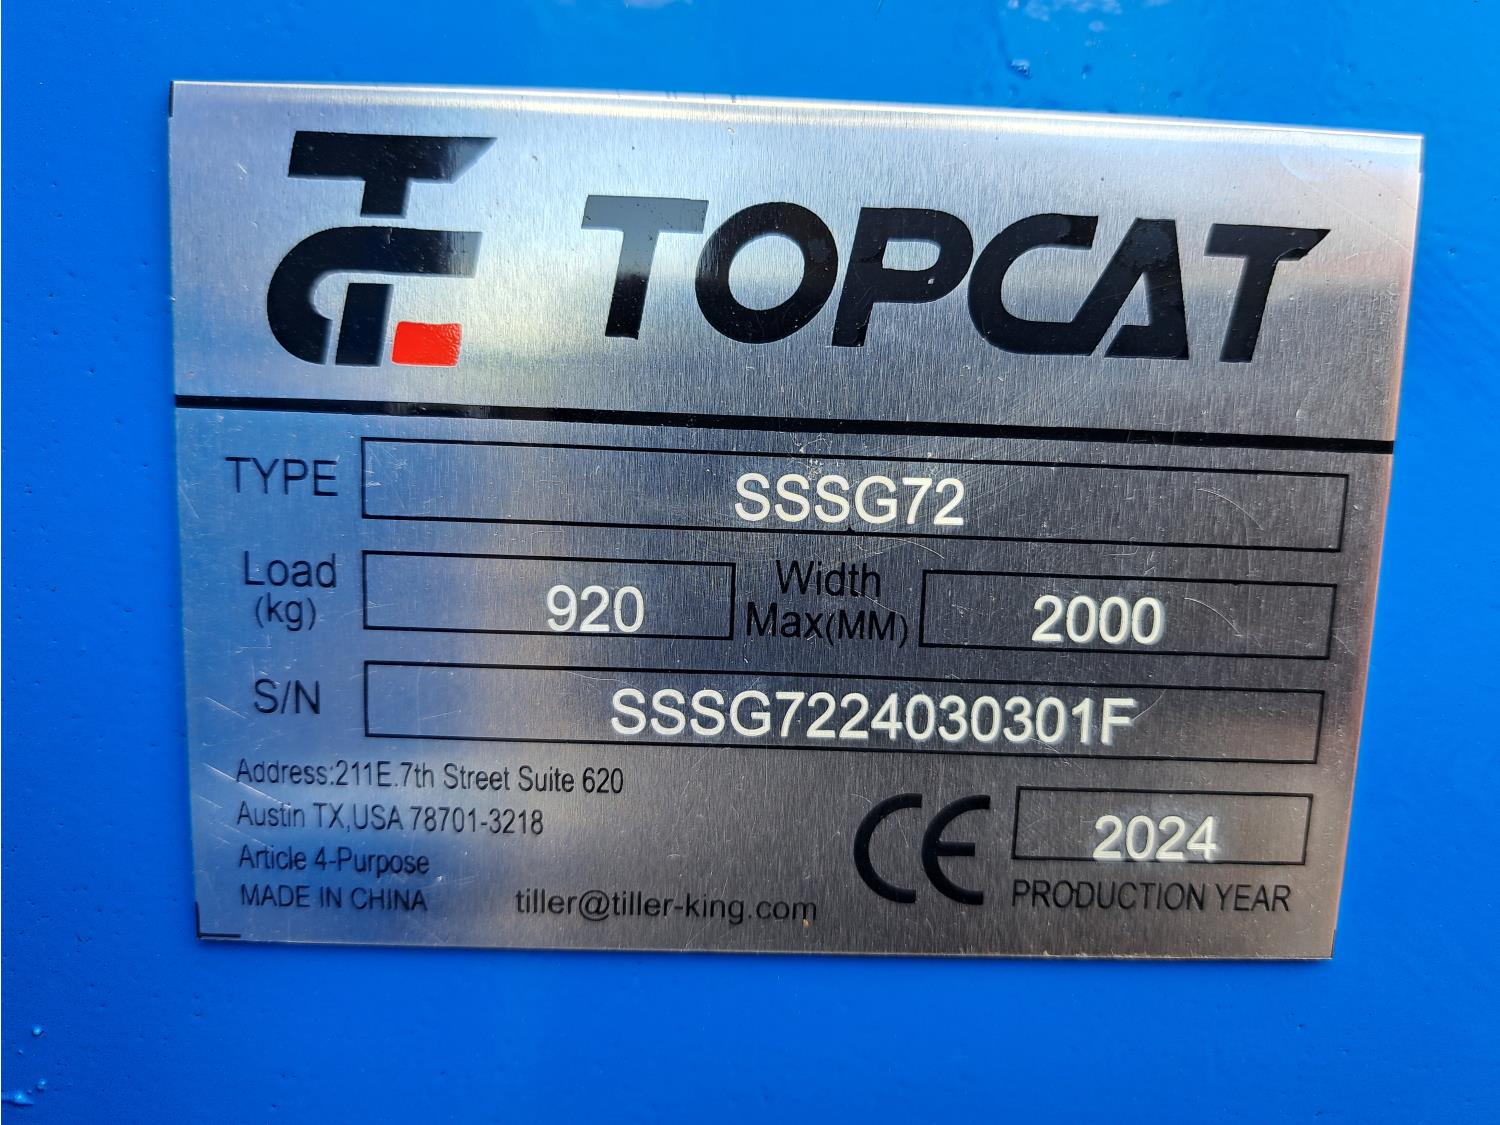 TC TOPCAT
TYPE SSSG72
Load (kg) 920 Width Max(MM) 2000
S/N SSSG7224030301F
Address:211E.7th Street Suite 620
Austin TX,USA 78701-3218
Article 4-Purpose
MADE IN CHINA tiller@tiller-king.com
CE 2024
PRODUCTION YEAR